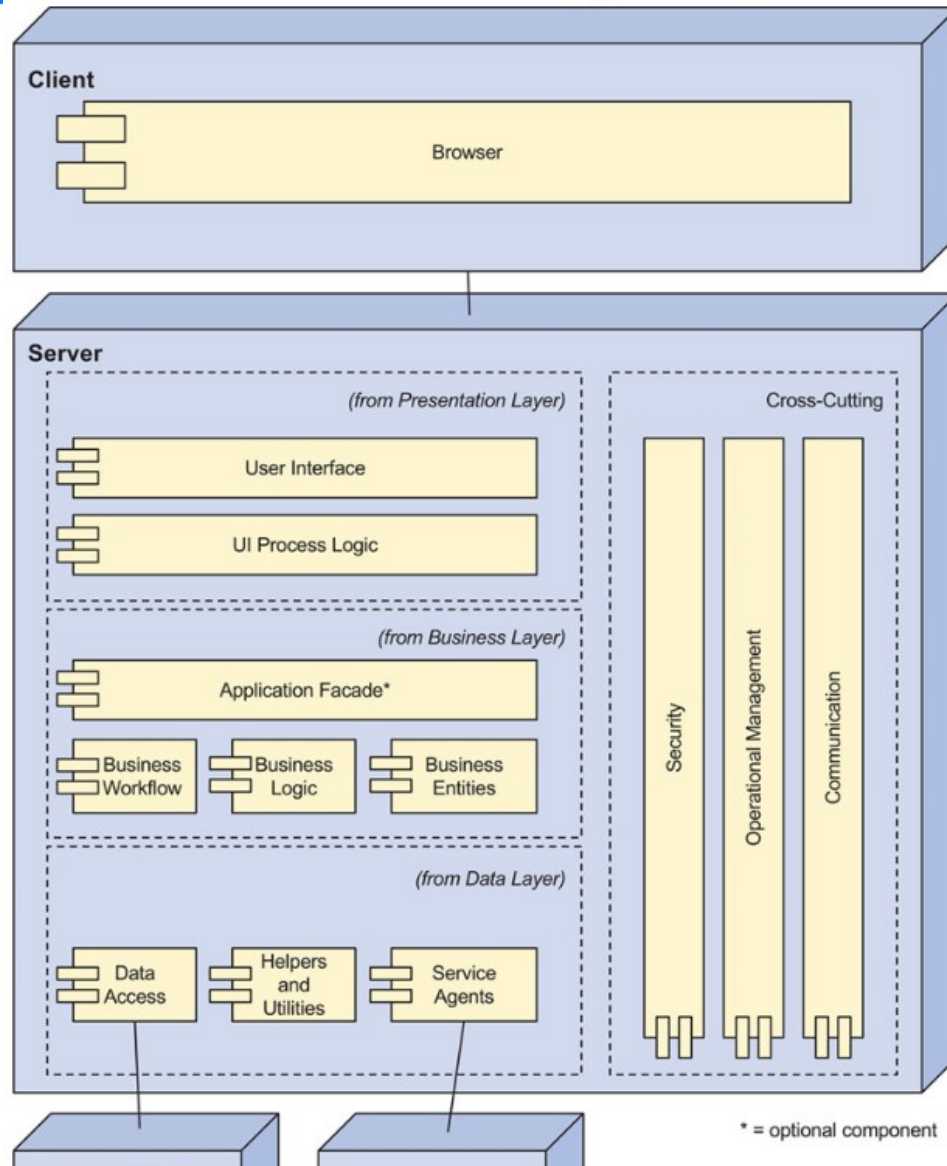 Client
Browser
Server
(from Presentation Layer)
User Interface
UI Process Logic
(from Business Layer)
Application Facade*
Business
Workflow
Business
Logic
Business
Entities
(from Data Layer)
Data
Access
Helpers
and
Utilities
Service
Agents
Cross-Cutting
Security
Operational Management
Communication
* = optional component